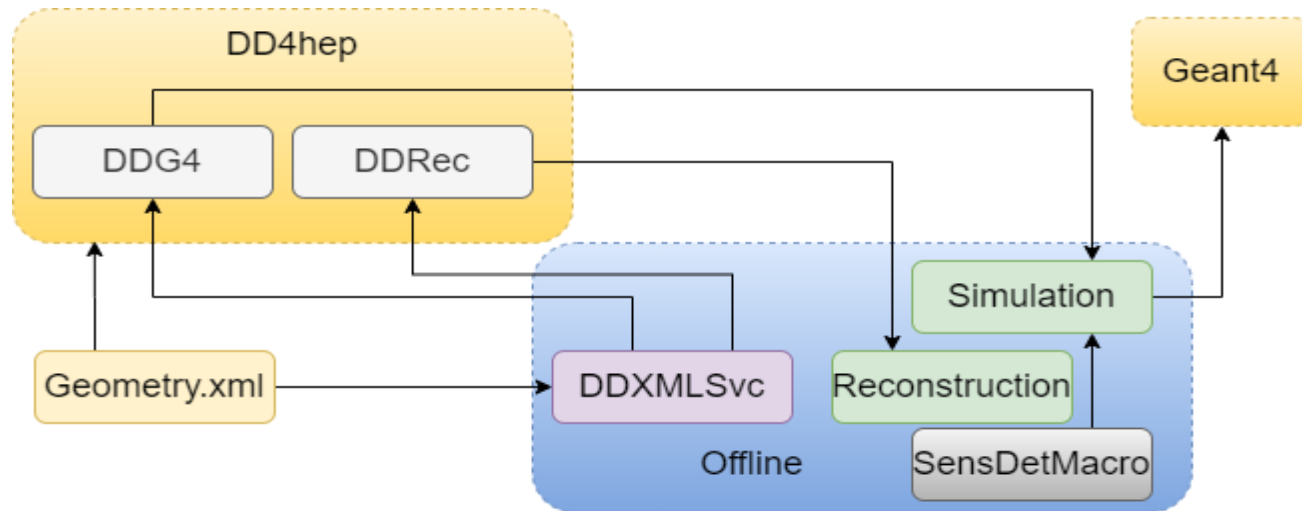 DD4hep
Geant4
DDG4
DDRec
Simulation
Geometry.xml
DDXMLSvc
Reconstruction
Offline
SensDetMacro